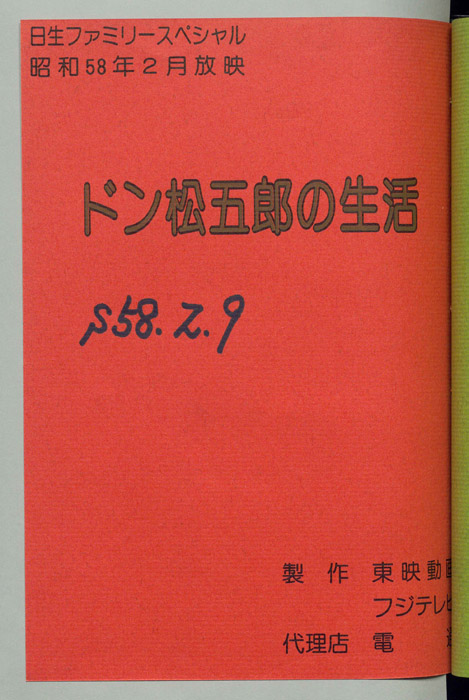 日生ファミリースペシャル
昭和58年2月放映
ドン松五郎の生活
S58.2.9
製作 東映動画
フジテレビ
代理店 電